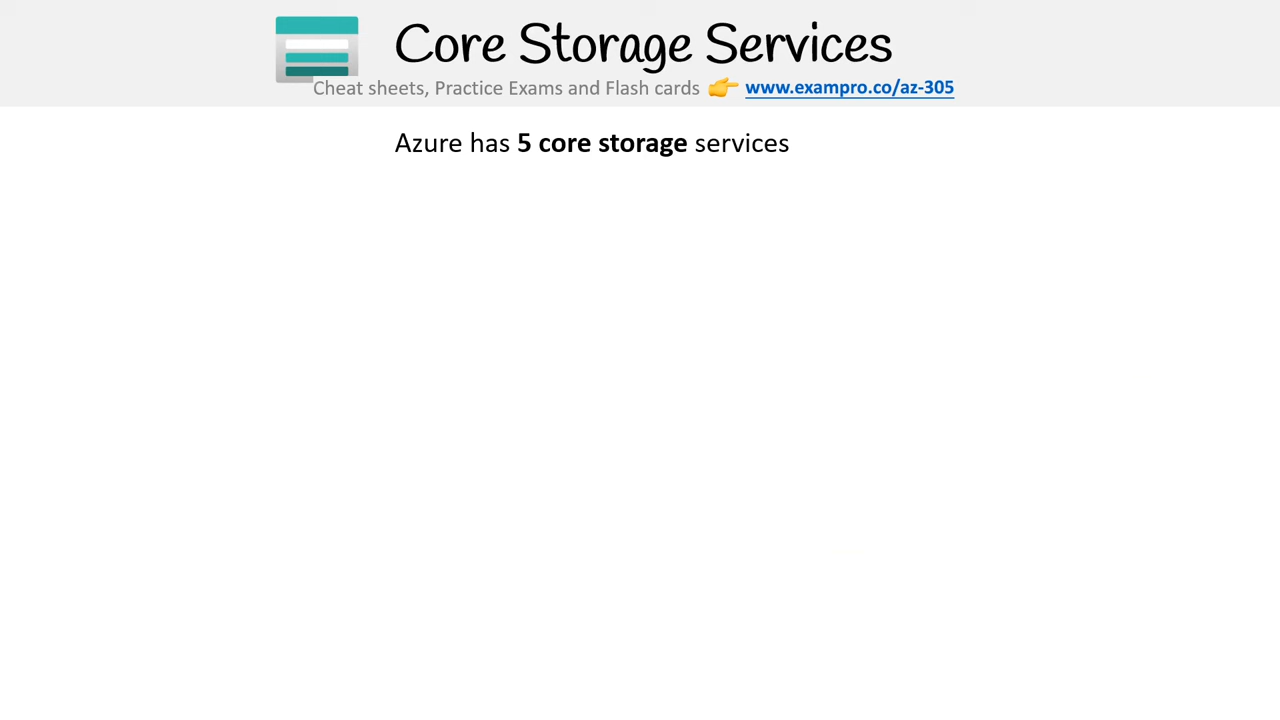 Core Storage Services
Cheat sheets, Practice Exams and Flash cards 👉 www.exampro.co/az-305
Azure has 5 core storage services